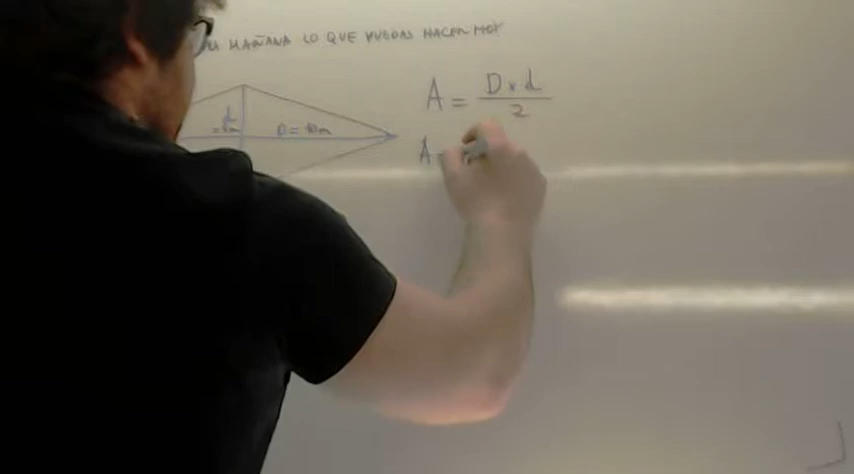 MAÑANA LO QUE PUEDAS HACER HOY
A = D x d
2
d
D = 10m
A